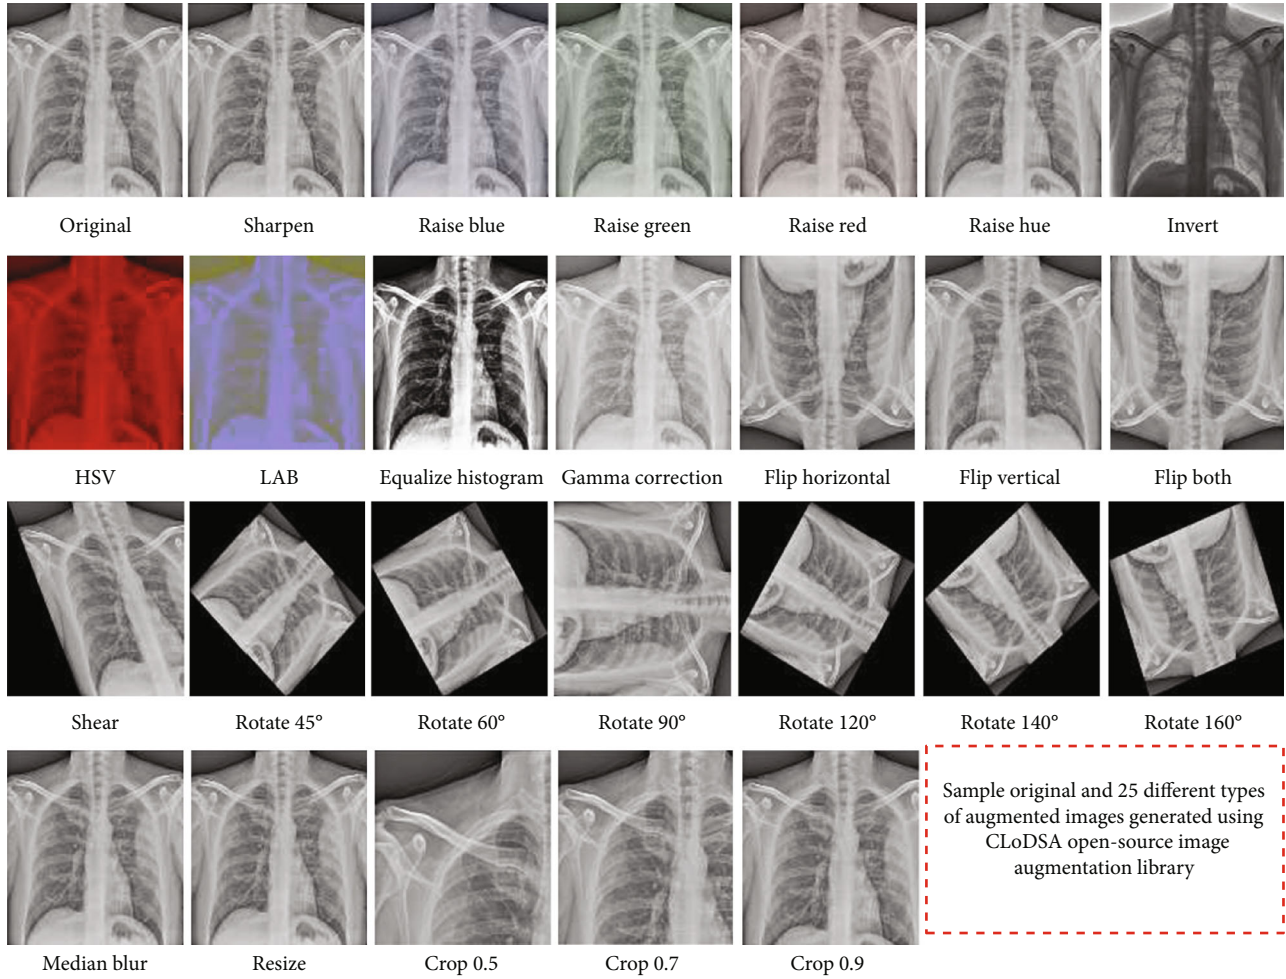 Original
Sharpen
Raise blue
Raise green
Raise red
Raise hue
Invert
HSV
LAB
Equalize histogram
Gamma correction
Flip horizontal
Flip vertical
Flip both
Shear
Rotate 45°
Rotate 60°
Rotate 90°
Rotate 120°
Rotate 140°
Rotate 160°
Sample original and 25 different types
of augmented images generated using
CLoDSA open-source image
augmentation library
Median blur
Resize
Crop 0.5
Crop 0.7
Crop 0.9